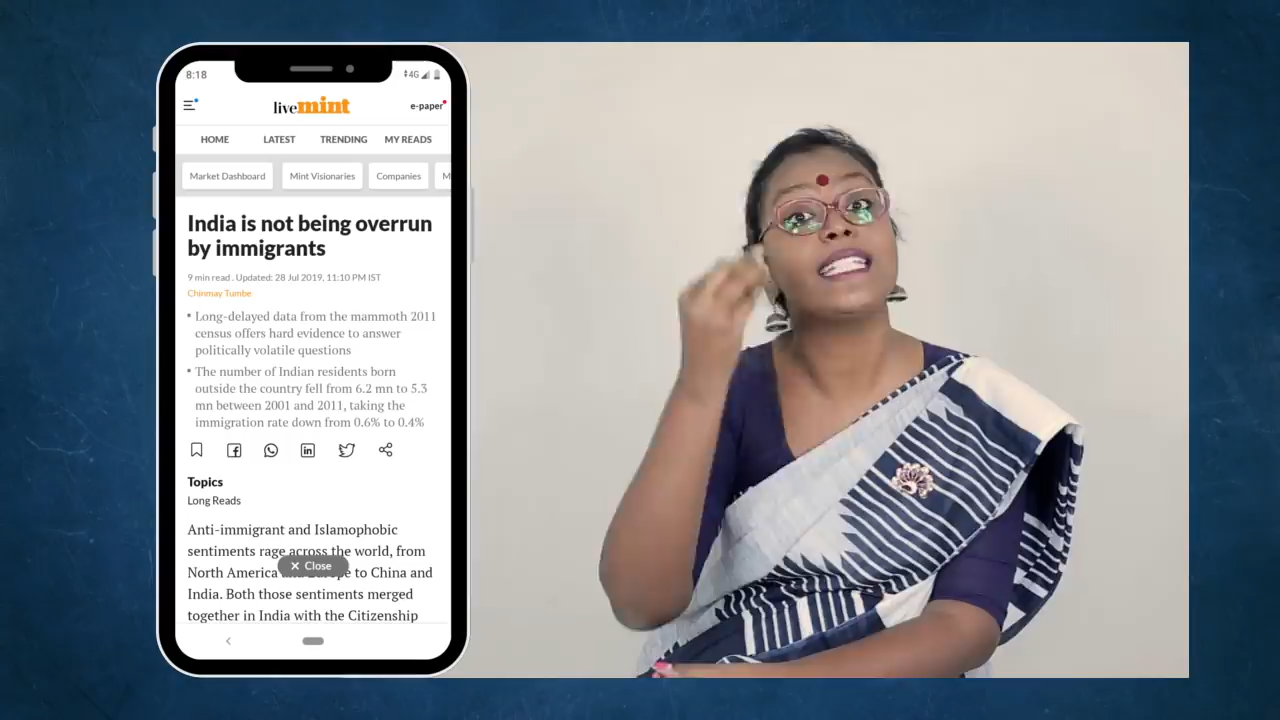 8:18
4G
livemint
e-paper
HOME LATEST TRENDING MY READS
Market Dashboard Mint Visionaries Companies M
India is not being overrun
by immigrants
9 min read . Updated: 28 Jul 2019, 11:10 PM IST
Chinmay Tumbe
• Long-delayed data from the mammoth 2011
census offers hard evidence to answer
politically volatile questions
• The number of Indian residents born
outside the country fell from 6.2 mn to 5.3
mn between 2001 and 2011, taking the
immigration rate down from 0.6% to 0.4%
Topics
Long Reads
Anti-immigrant and Islamophobic
sentiments rage across the world, from
✕ Close
North America and Europe to China and
India. Both those sentiments merged
together in India with the Citizenship